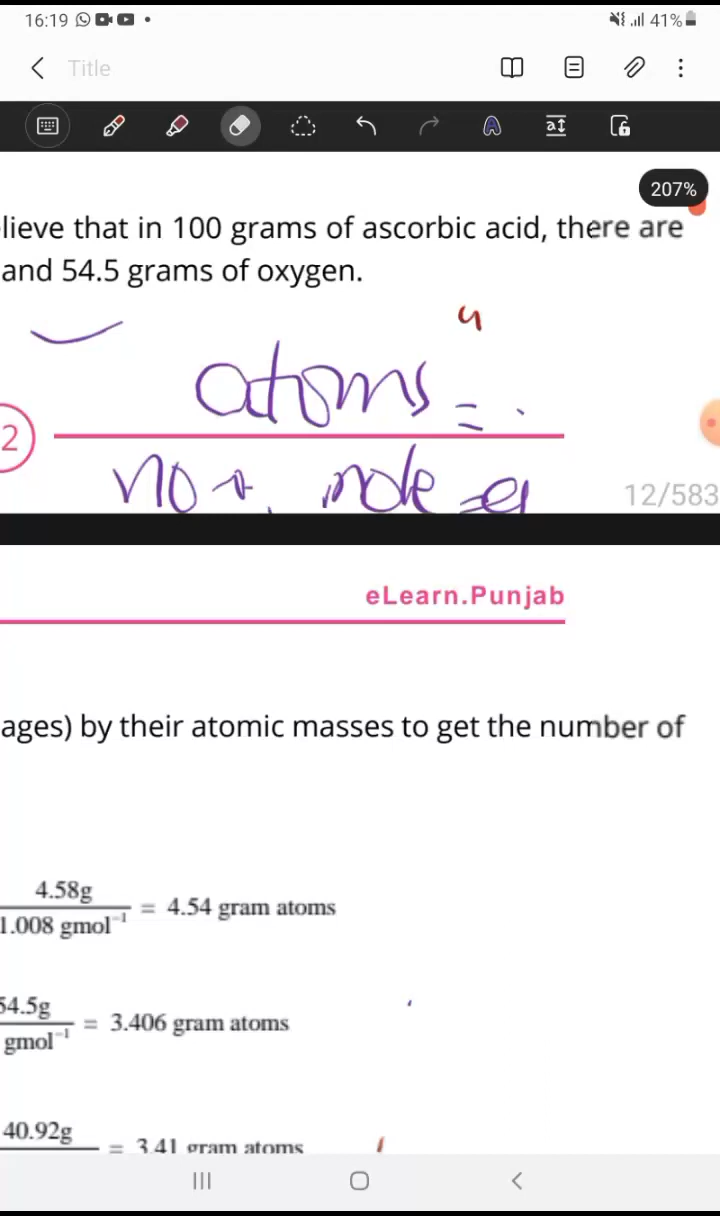 16:19
41%
Title
207%
lieve that in 100 grams of ascorbic acid, there are
and 54.5 grams of oxygen.
atoms = .
2
no
mole
12/583
eLearn.Punjab
ages) by their atomic masses to get the number of
4.58g
1.008 gmol⁻¹ = 4.54 gram atoms
54.5g
gmol⁻¹ = 3.406 gram atoms
40.92g
= 3.41 gram atoms